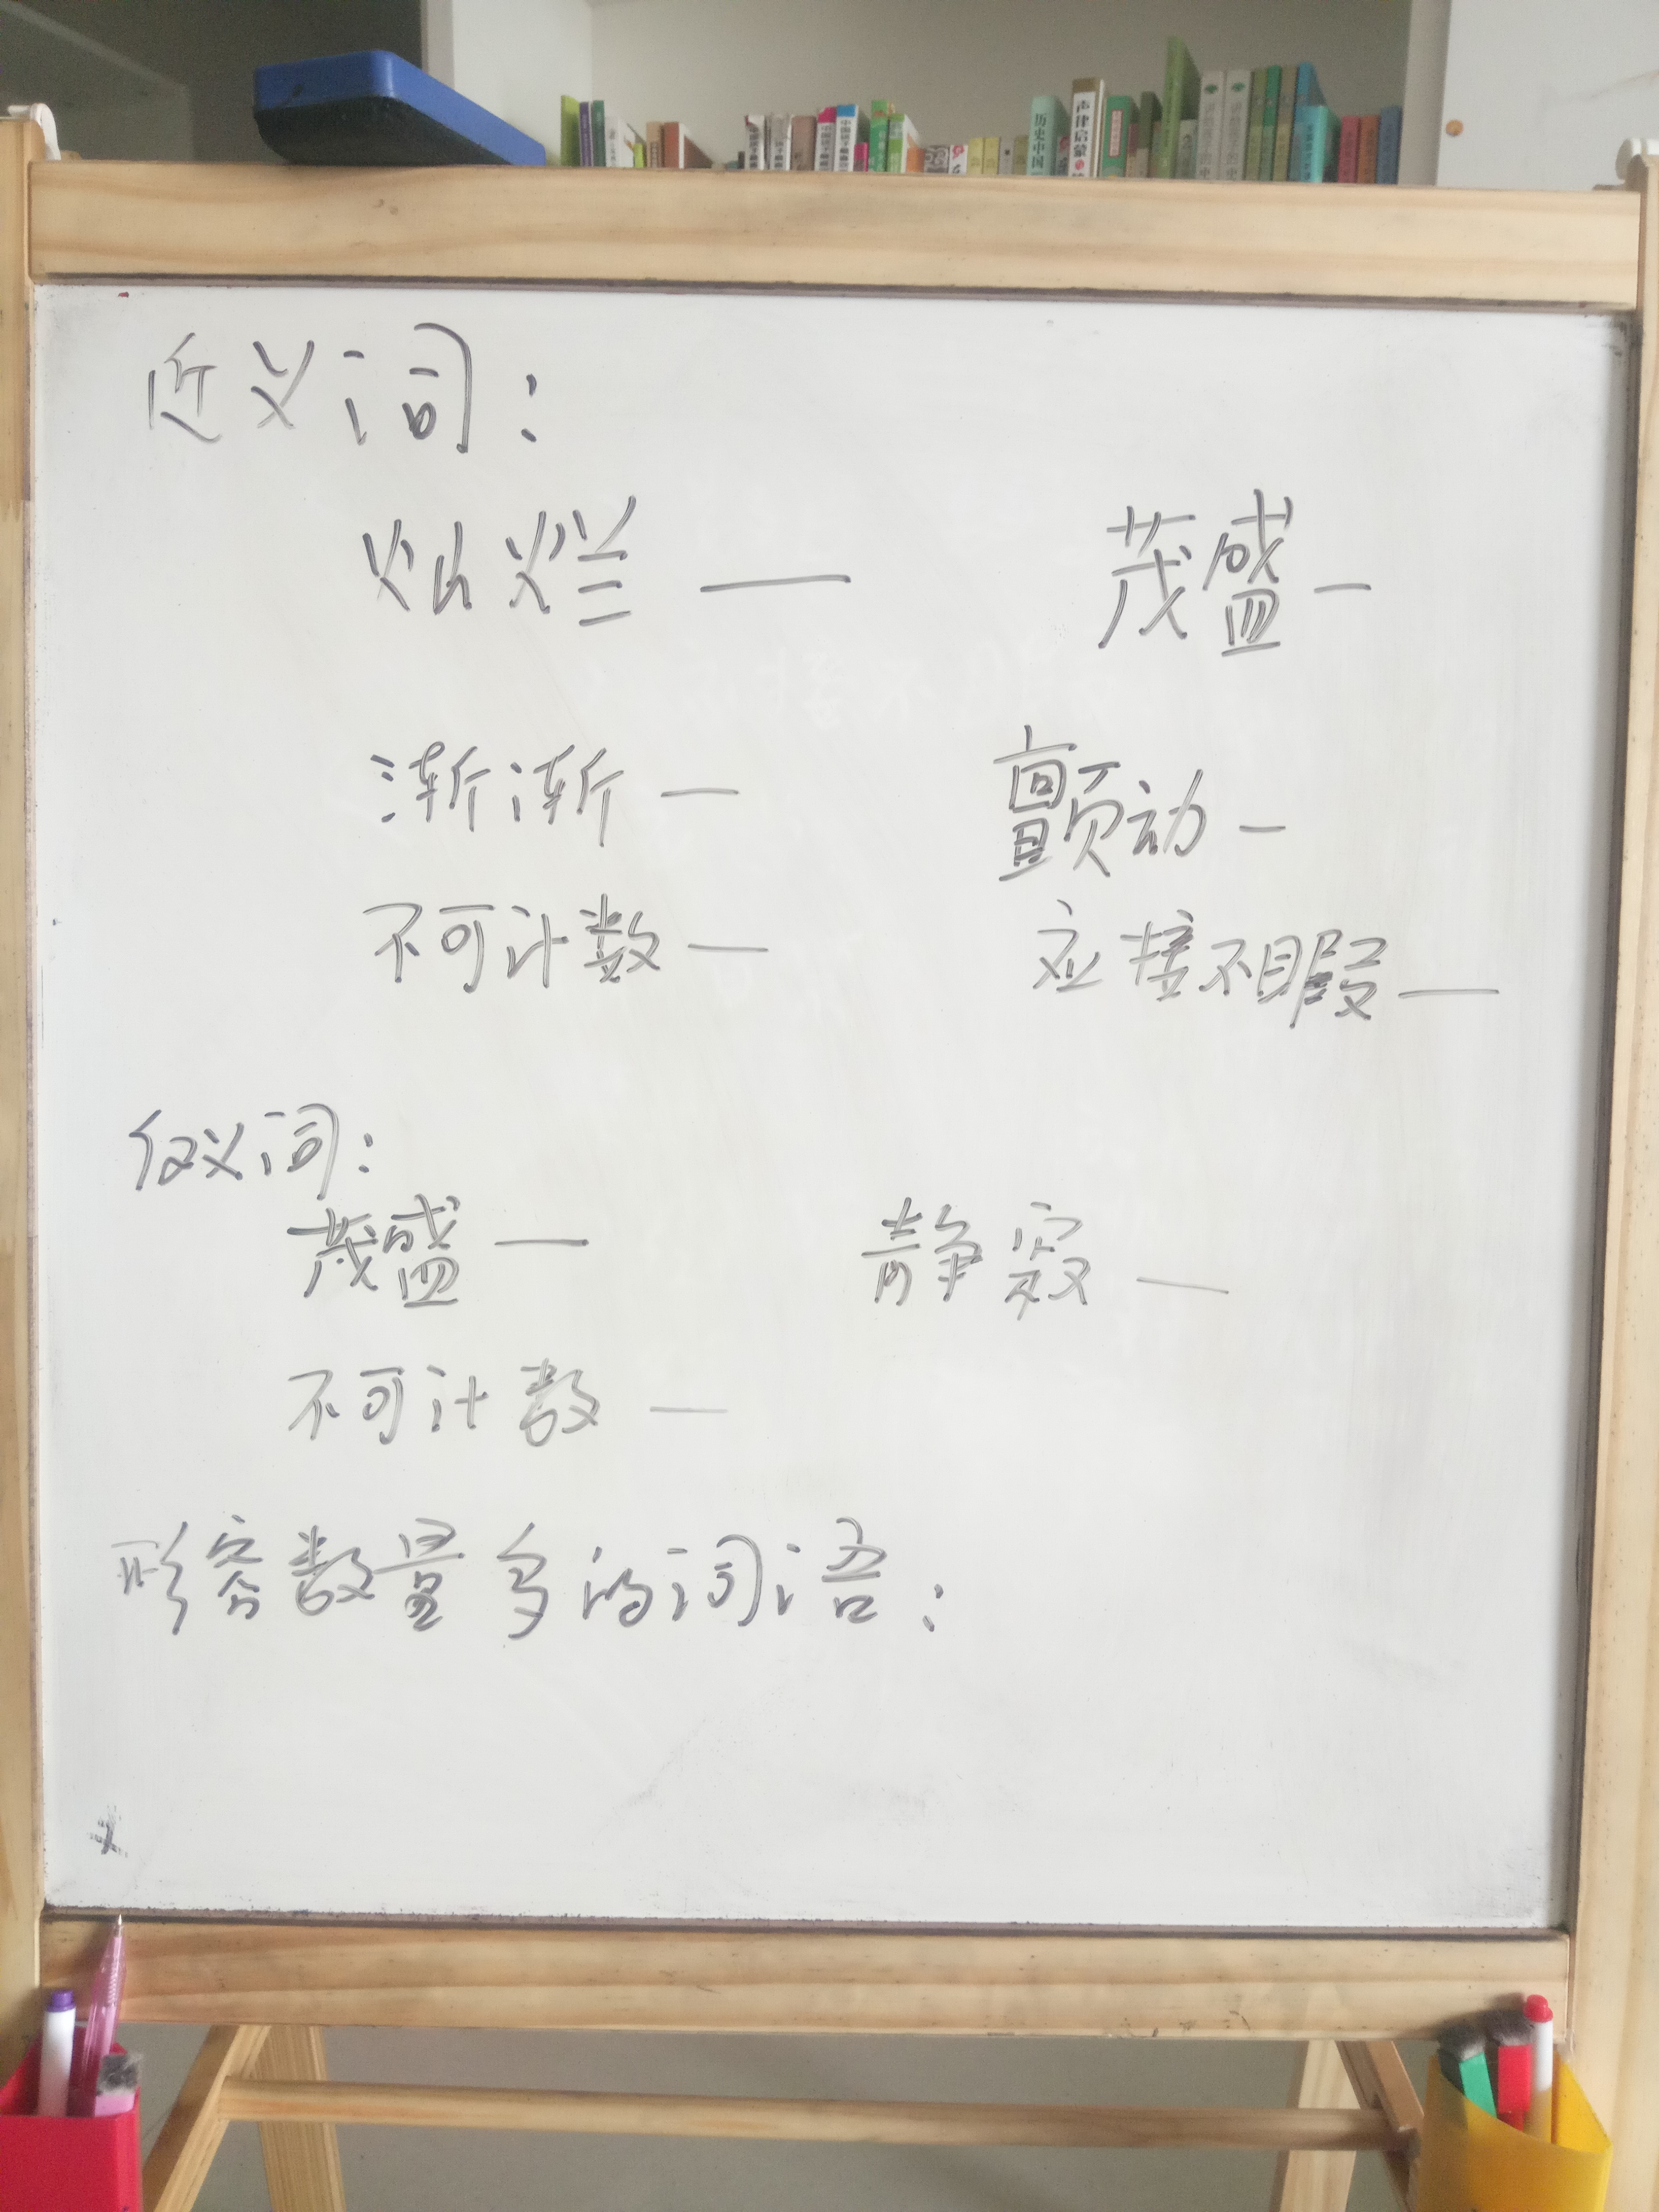 历史中国
声律启蒙
近义词：
灿烂—— 茂盛—
渐渐— 颤动—
不可计数— 应接不暇—
反义词：
茂盛— 静寂—
不可计数—
形容数量多的词语：